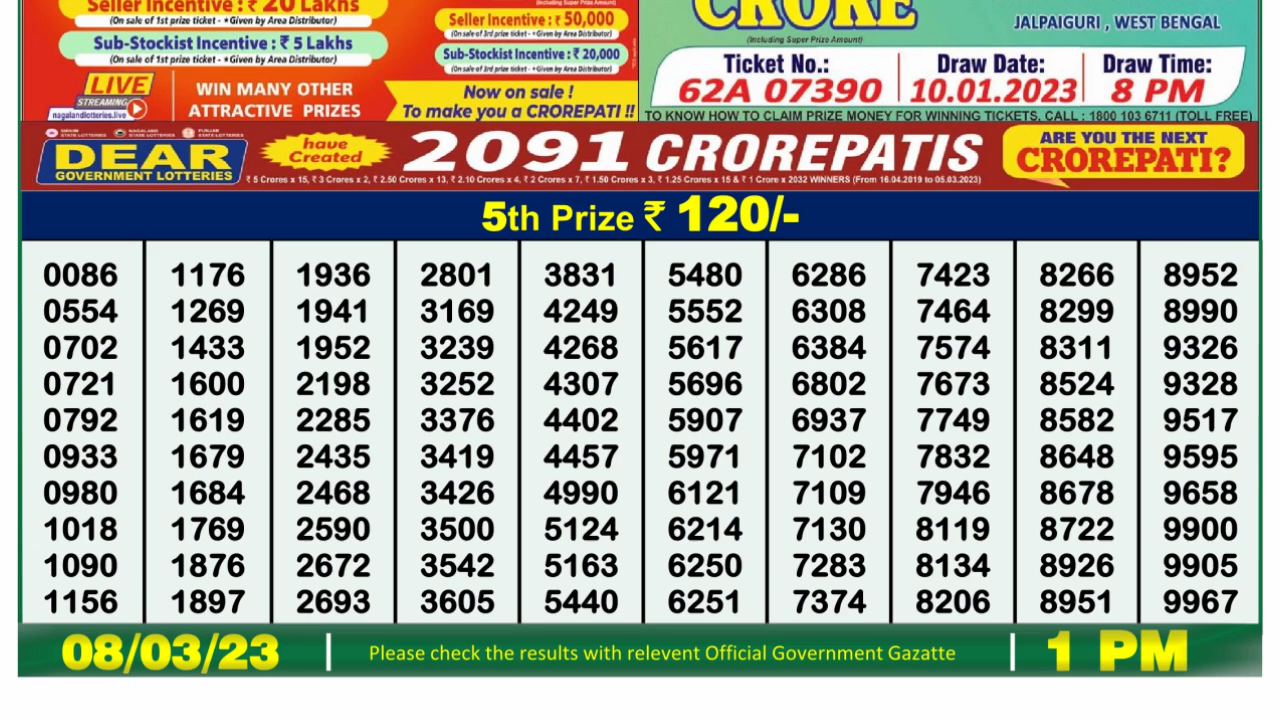 Seller Incentive : ₹ 20 Lakhs
(On sale of 1st prize ticket - *Given by Area Distributor)
Sub-Stockist Incentive : ₹ 5 Lakhs
(On sale of 1st prize ticket - *Given by Area Distributor)
(Including Super Prize Amount)
Seller Incentive : ₹ 50,000
(On sale of 3rd prize ticket - *Given by Area Distributor)
Sub-Stockist Incentive : ₹ 20,000
(On sale of 3rd prize ticket - *Given by Area Distributor)
LIVE
STREAMING
nagalandlotteries.live
WIN MANY OTHER
ATTRACTIVE PRIZES
Now on sale !
To make you a CROREPATI !!
CRORE
(Including Super Prize Amount)
JALPAIGURI , WEST BENGAL
Ticket No.: Draw Date: Draw Time:
62A 07390 10.01.2023 8 PM
TO KNOW HOW TO CLAIM PRIZE MONEY FOR WINNING TICKETS, CALL : 1800 103 6711 (TOLL FREE)
SIKKIM STATE LOTTERIES NAGALAND STATE LOTTERIES PUNJAB STATE LOTTERIES
DEAR
GOVERNMENT LOTTERIES
have
Created
2091 CROREPATIS
₹ 5 Crores x 15, ₹ 3 Crores x 2, ₹ 2.50 Crores x 13, ₹ 2.10 Crores x 4, ₹ 2 Crores x 7, ₹ 1.50 Crores x 3, ₹ 1.25 Crores x 15 & ₹ 1 Crore x 2032 WINNERS (From 16.04.2019 to 05.03.2023)
ARE YOU THE NEXT
CROREPATI?
5th Prize ₹ 120/-
0086 1176 1936 2801 3831 5480 6286 7423 8266 8952
0554 1269 1941 3169 4249 5552 6308 7464 8299 8990
0702 1433 1952 3239 4268 5617 6384 7574 8311 9326
0721 1600 2198 3252 4307 5696 6802 7673 8524 9328
0792 1619 2285 3376 4402 5907 6937 7749 8582 9517
0933 1679 2435 3419 4457 5971 7102 7832 8648 9595
0980 1684 2468 3426 4990 6121 7109 7946 8678 9658
1018 1769 2590 3500 5124 6214 7130 8119 8722 9900
1090 1876 2672 3542 5163 6250 7283 8134 8926 9905
1156 1897 2693 3605 5440 6251 7374 8206 8951 9967
08/03/23 Please check the results with relevent Official Government Gazatte 1 PM